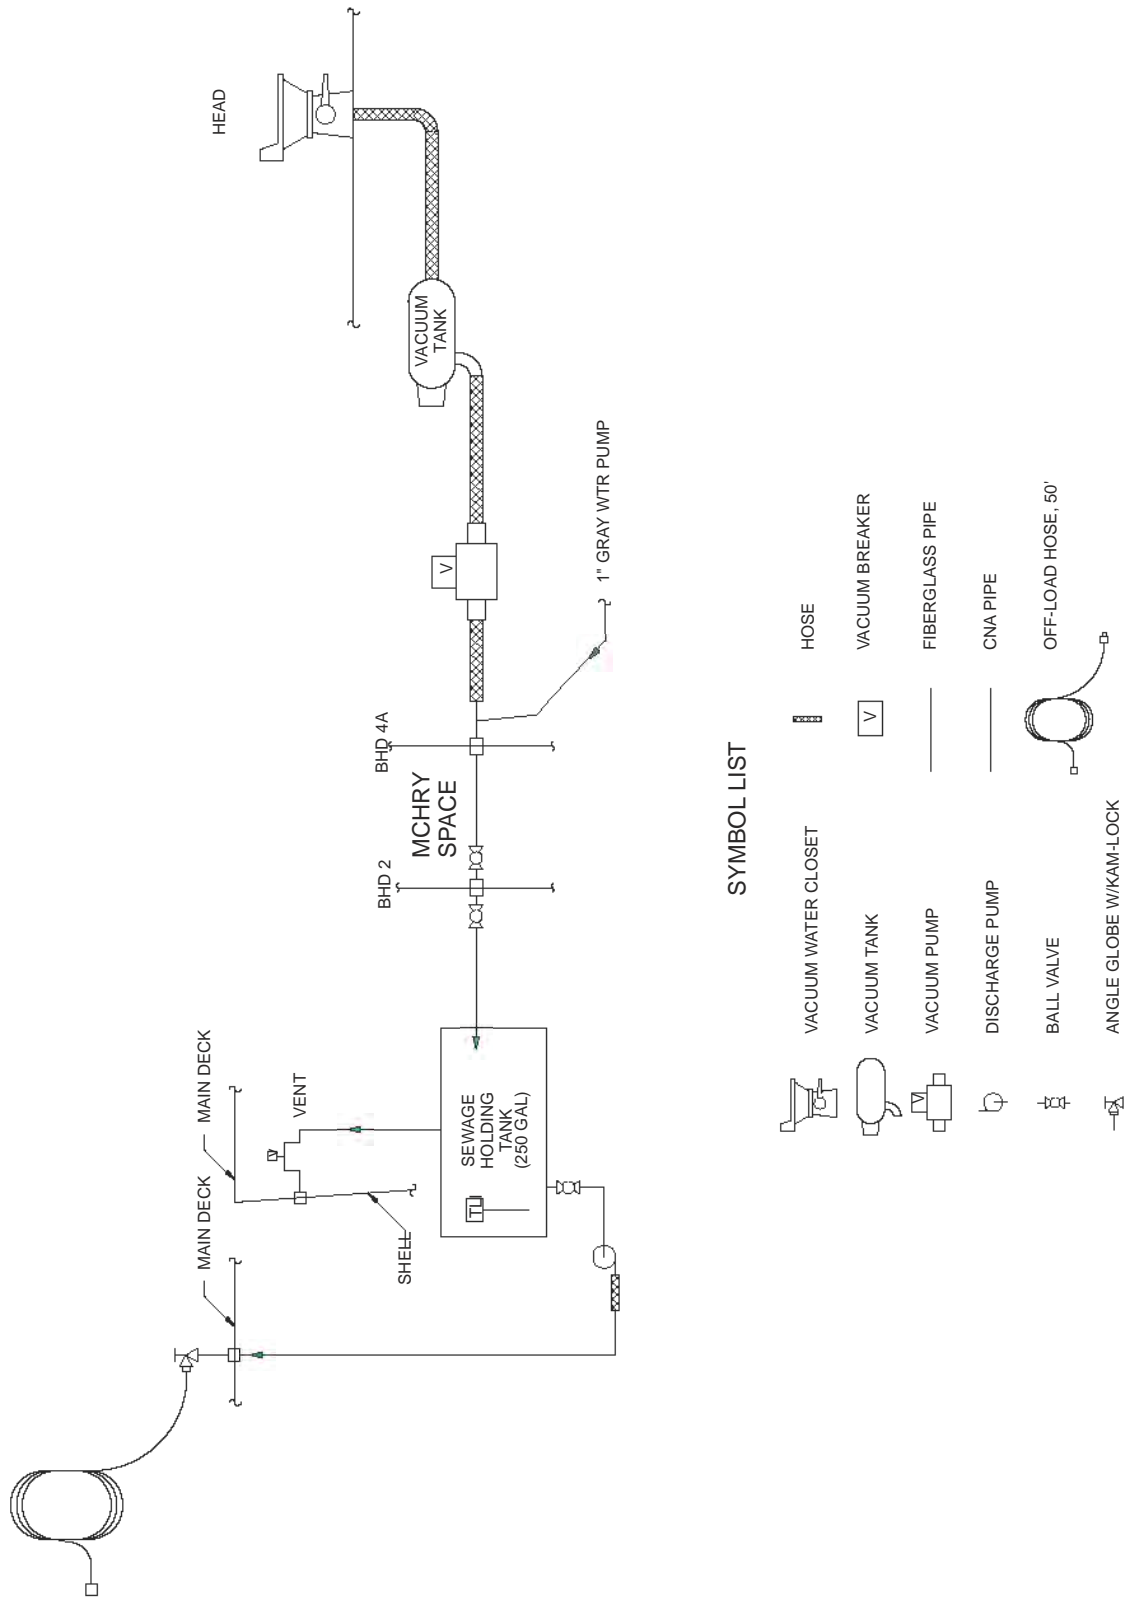 HEAD
VACUUM
TANK
1" GRAY WTR PUMP
V
BHD 4A
MCHRY
SPACE
BHD 2
MAIN DECK
VENT
V
SEWAGE
HOLDING
TANK
(250 GAL)
TLI
MAIN DECK
SHELL
SYMBOL LIST
VACUUM WATER CLOSET
VACUUM TANK
V
VACUUM PUMP
DISCHARGE PUMP
BALL VALVE
ANGLE GLOBE W/KAM-LOCK
HOSE
V
VACUUM BREAKER
FIBERGLASS PIPE
CNA PIPE
OFF-LOAD HOSE, 50'